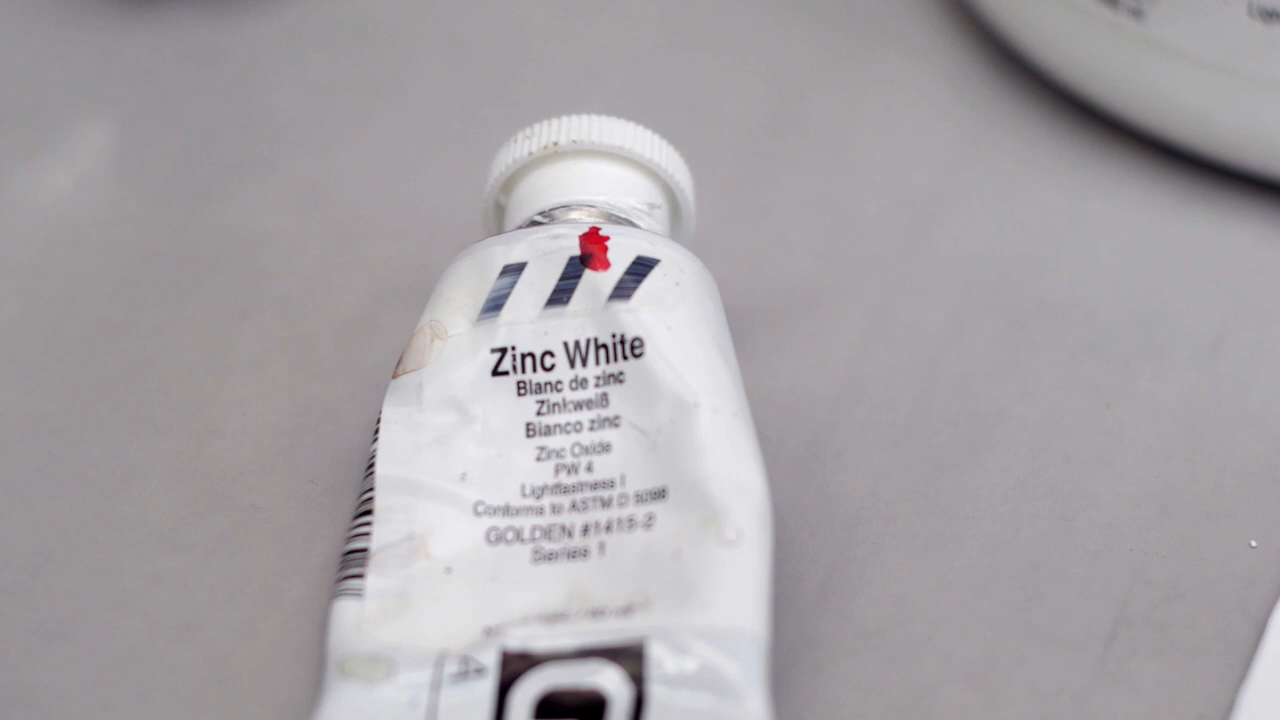 Zinc White
Blanc de zinc
Zinkweiß
Bianco zinc
Zinc Oxide
PW 4
Lightfastness I
Conforms to ASTM D 5098
GOLDEN #1415-2
Series 1